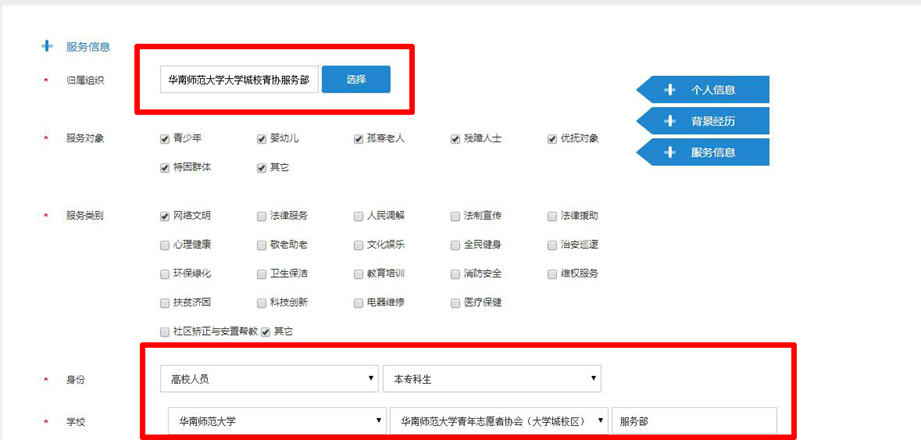 服务信息
* 归属组织 华南师范大学大学城校青协服务部 选择
个人信息
背景经历
服务信息
* 服务对象 青少年 婴幼儿 孤寡老人 残障人士 优抚对象
特困群体 其它
* 服务类别 网络文明 法律服务 人民调解 法制宣传 法律援助
心理健康 敬老助老 文化娱乐 全民健身 治安巡逻
环保绿化 卫生保洁 教育培训 消防安全 维权服务
扶贫济困 科技创新 电器维修 医疗保健
社区矫正与安置帮教 其它
* 身份 高校人员 本专科生
* 学校 华南师范大学 华南师范大学青年志愿者协会（大学城校区） 服务部